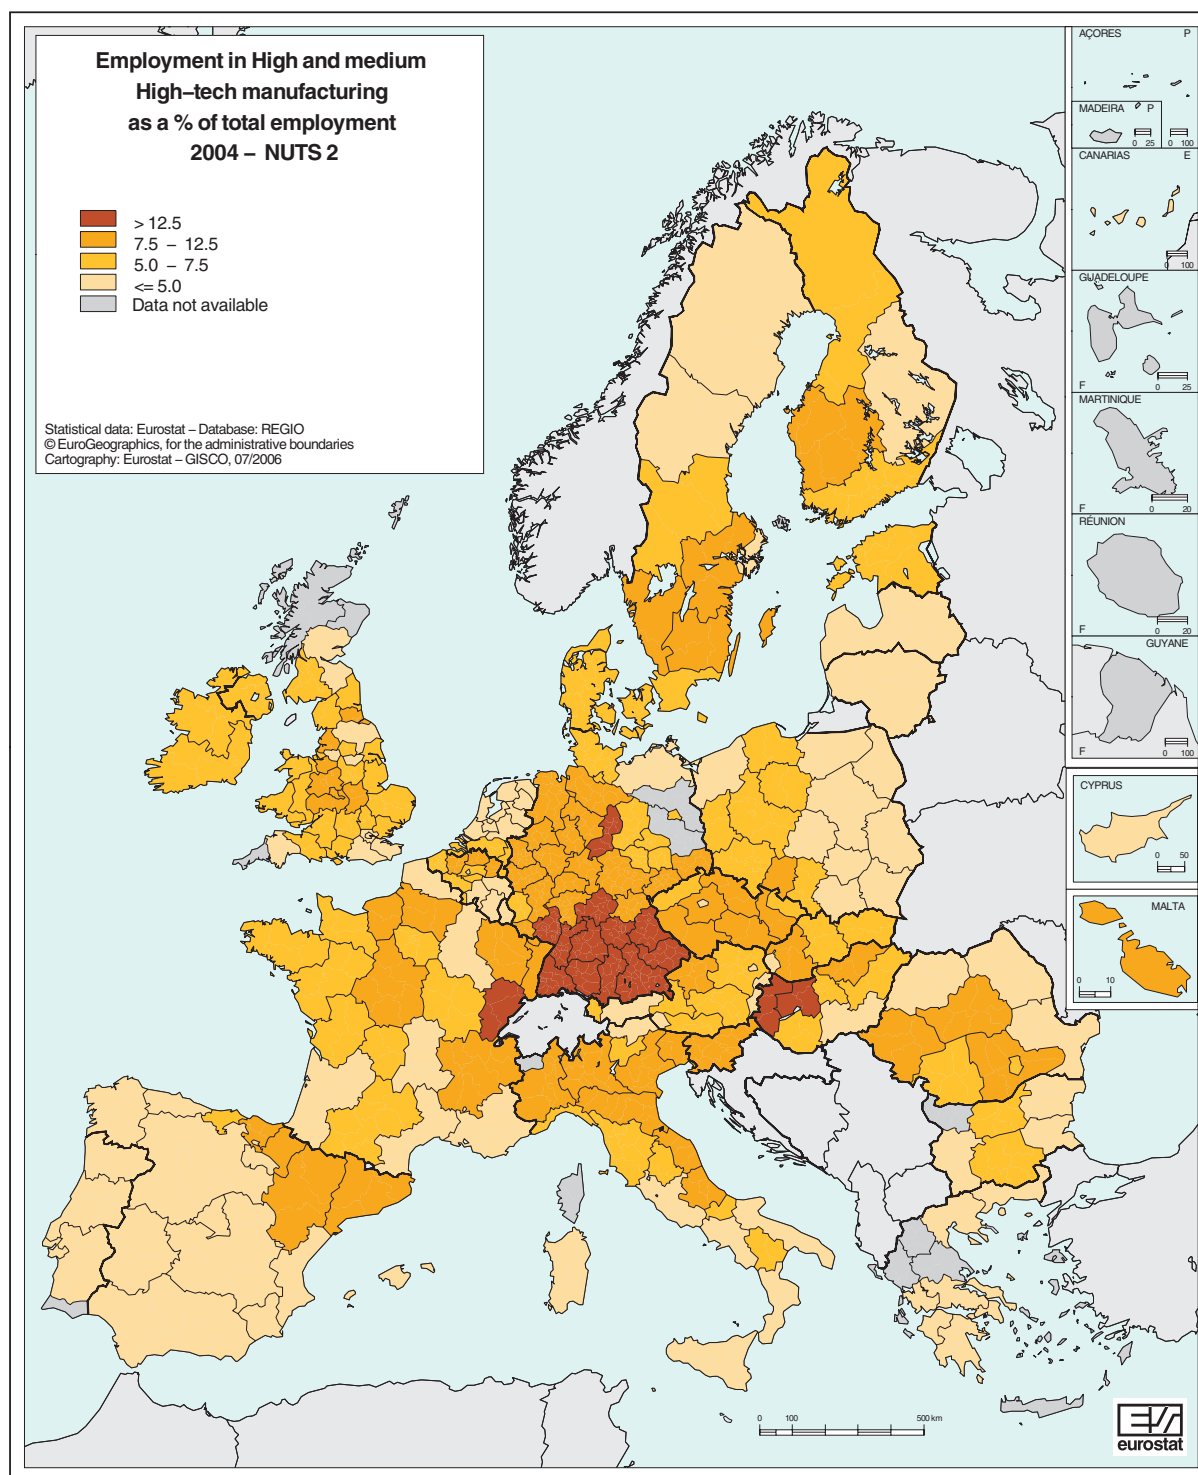 Employment in High and medium
High–tech manufacturing
as a % of total employment
2004 – NUTS 2
> 12.5
7.5 – 12.5
5.0 – 7.5
<= 5.0
Data not available
Statistical data: Eurostat – Database: REGIO
© EuroGeographics, for the administrative boundaries
Cartography: Eurostat – GISCO, 07/2006
AÇORES P
MADEIRA P
0 25 0 100
CANARIAS E
0 100
GUADELOUPE
F 0 25
MARTINIQUE
F 0 20
RÉUNION
F 0 20
GUYANE
F 0 100
CYPRUS
0 50
MALTA
0 10
0 100 500 km
eurostat